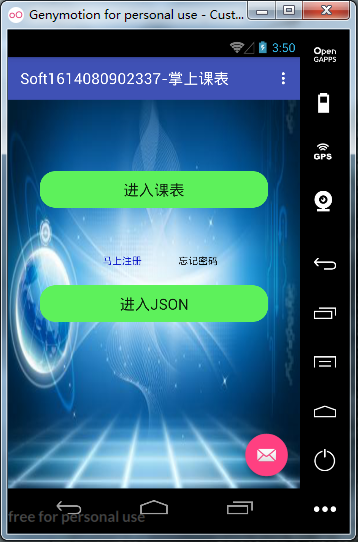 Genymotion for personal use - Cust...
Open
GAPPS
3:50
Soft1614080902337-掌上课表
GPS
进入课表
马上注册 忘记密码
进入JSON
free for personal use